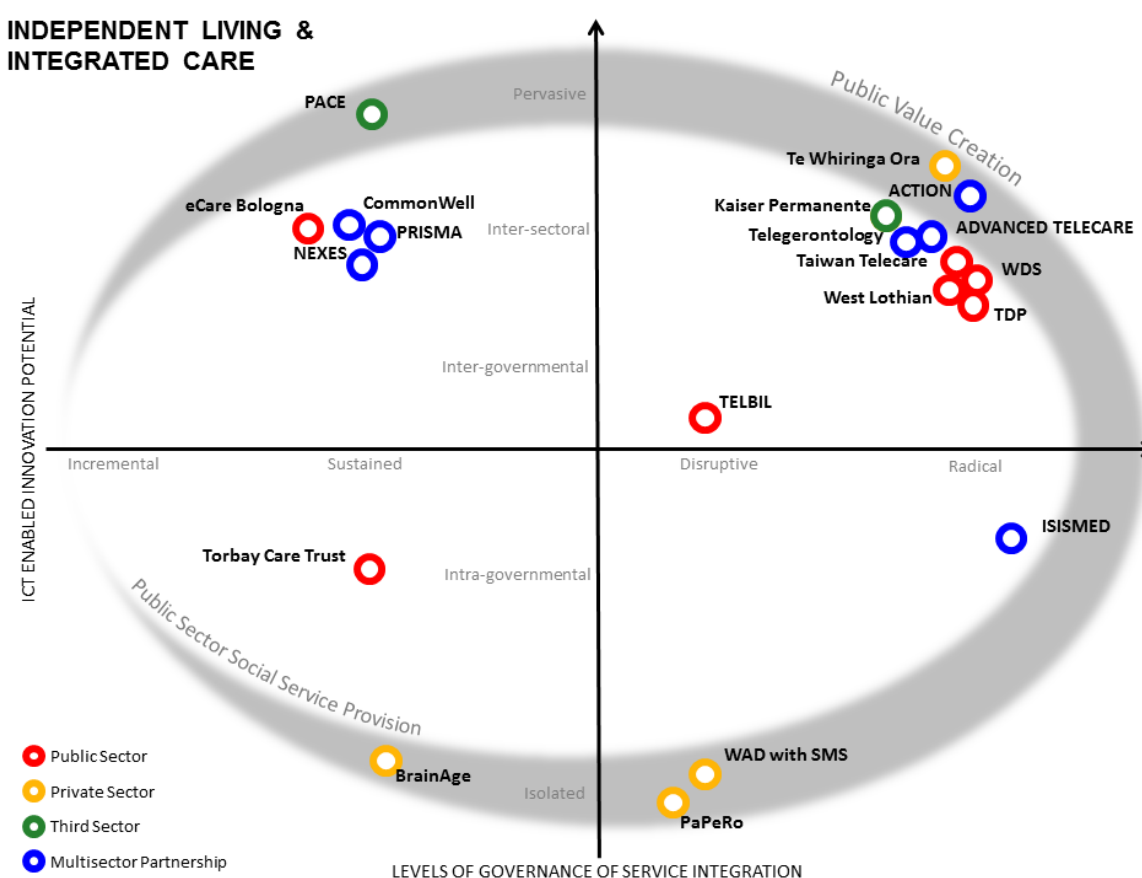 INDEPENDENT LIVING &
INTEGRATED CARE
Public Value Creation
Pervasive
PACE
Te Whiringa Ora
ACTION
eCare Bologna
CommonWell
Kaiser Permanente
PRISMA
Inter-sectoral
Telegerontology
ADVANCED TELECARE
NEXES
Taiwan Telecare
WDS
West Lothian
TDP
Inter-governmental
TELBIL
ICT ENABLED INNOVATION POTENTIAL
Incremental
Sustained
Disruptive
Radical
ISISMED
Torbay Care Trust
Intra-governmental
Public Sector Social Service Provision
WAD with SMS
BrainAge
Isolated
PaPeRo
Public Sector
Private Sector
Third Sector
Multisector Partnership
LEVELS OF GOVERNANCE OF SERVICE INTEGRATION